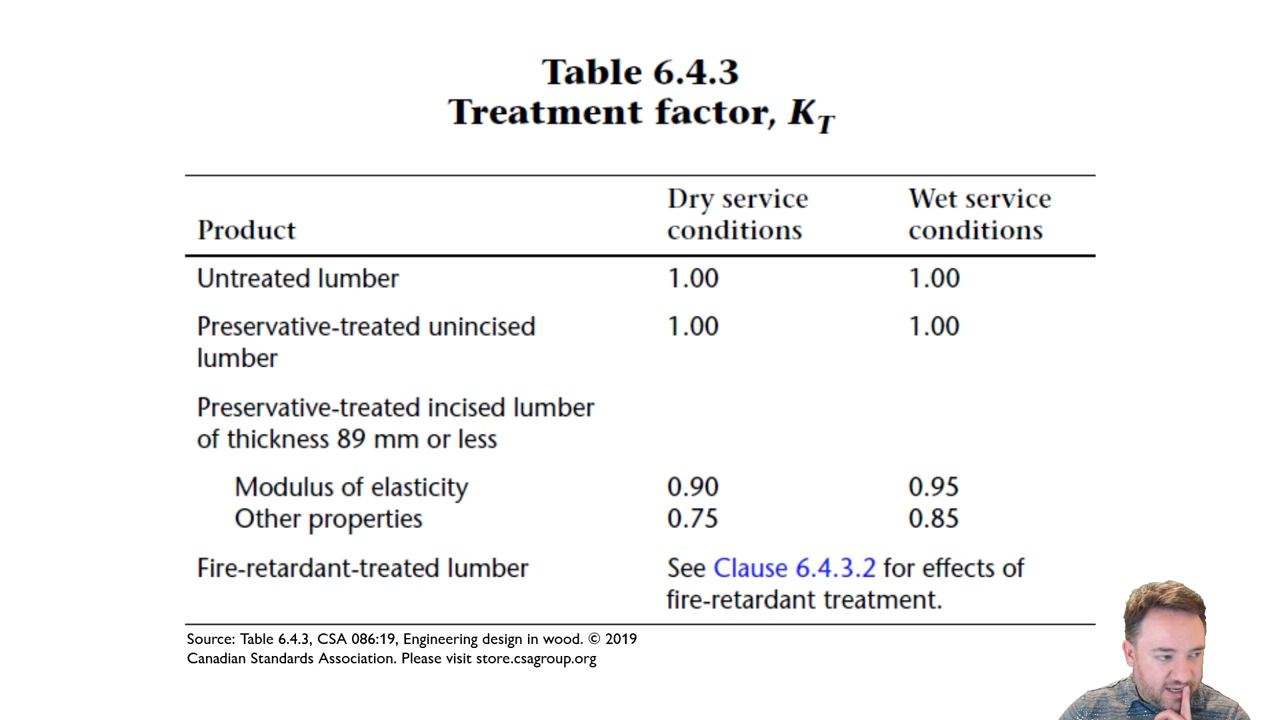 Table 6.4.3
Treatment factor, KT
Product
Dry service
conditions
Wet service
conditions
Untreated lumber 1.00 1.00
Preservative-treated unincised 1.00 1.00
lumber
Preservative-treated incised lumber
of thickness 89 mm or less
Modulus of elasticity 0.90 0.95
Other properties 0.75 0.85
Fire-retardant-treated lumber See Clause 6.4.3.2 for effects of
fire-retardant treatment.
Source: Table 6.4.3, CSA 086:19, Engineering design in wood. © 2019
Canadian Standards Association. Please visit store.csagroup.org